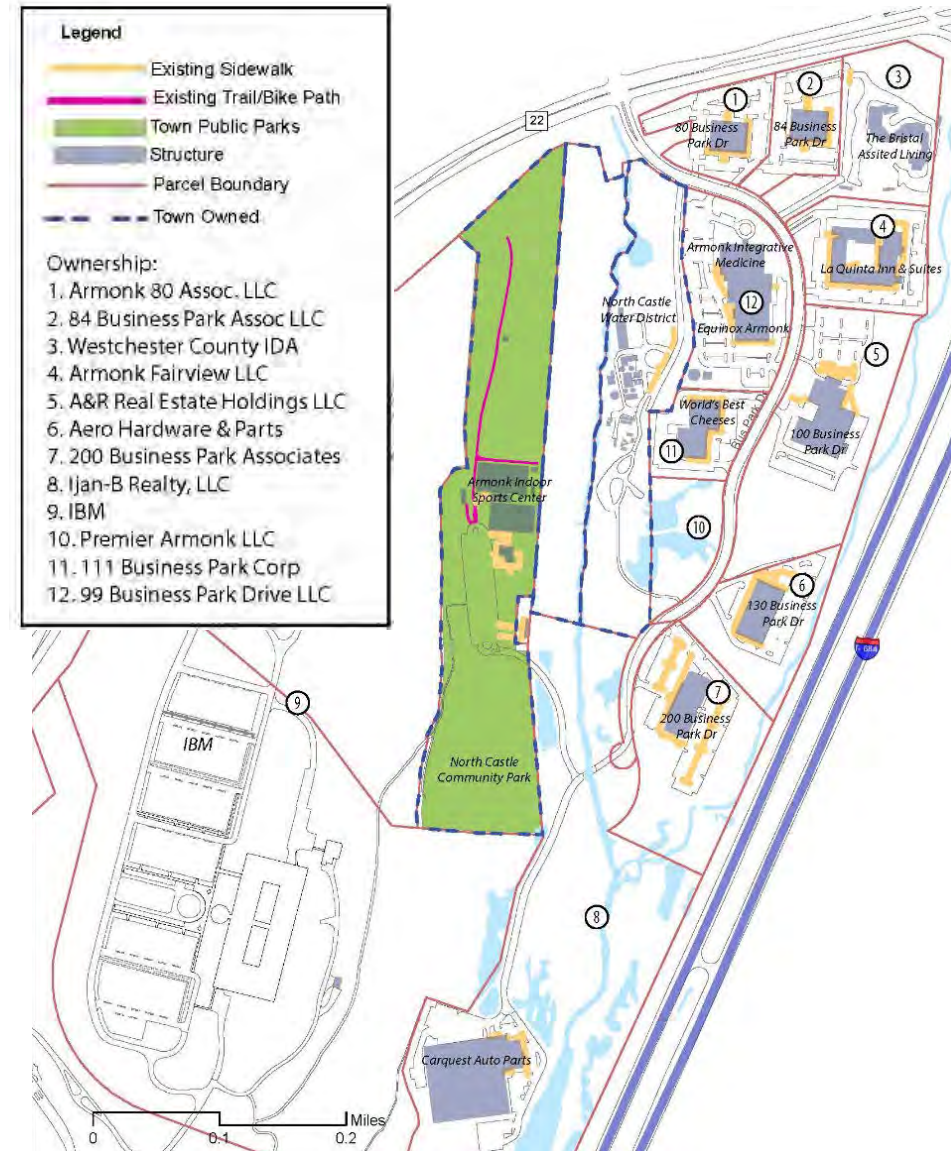 Legend
Existing Sidewalk
Existing Trail/Bike Path
Town Public Parks
Structure
Parcel Boundary
Town Owned
Ownership:
1. Armonk 80 Assoc. LLC
2. 84 Business Park Assoc LLC
3. Westchester County IDA
4. Armonk Fairview LLC
5. A&R Real Estate Holdings LLC
6. Aero Hardware & Parts
7. 200 Business Park Associates
8. Ijan-B Realty, LLC
9. IBM
10. Premier Armonk LLC
11. 111 Business Park Corp
12. 99 Business Park Drive LLC
22
1
80 Business
Park Dr
2
84 Business
Park Dr
3
The Bristal
Assited Living
4
La Quinta Inn & Suites
Armonk Integrative
Medicine
12
Equinox Armonk
North Castle
Water District
5
100 Business
Park Dr
World's Best
Cheeses
11
Bus Park Dr
Armonk Indoor
Sports Center
10
6
130 Business
Park Dr
I-684
7
200 Business
Park Dr
9
IBM
North Castle
Community Park
8
Carquest Auto Parts
Miles
0 0.1 0.2